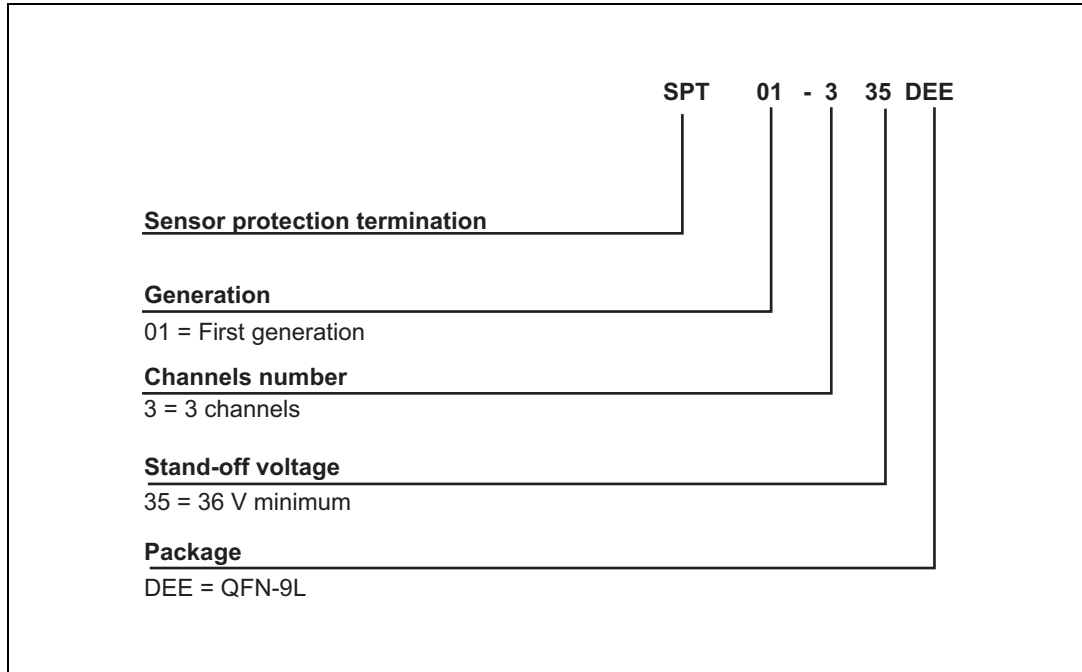 SPT 01 - 3 35 DEE
Sensor protection termination
Generation
01 = First generation
Channels number
3 = 3 channels
Stand-off voltage
35 = 36 V minimum
Package
DEE = QFN-9L